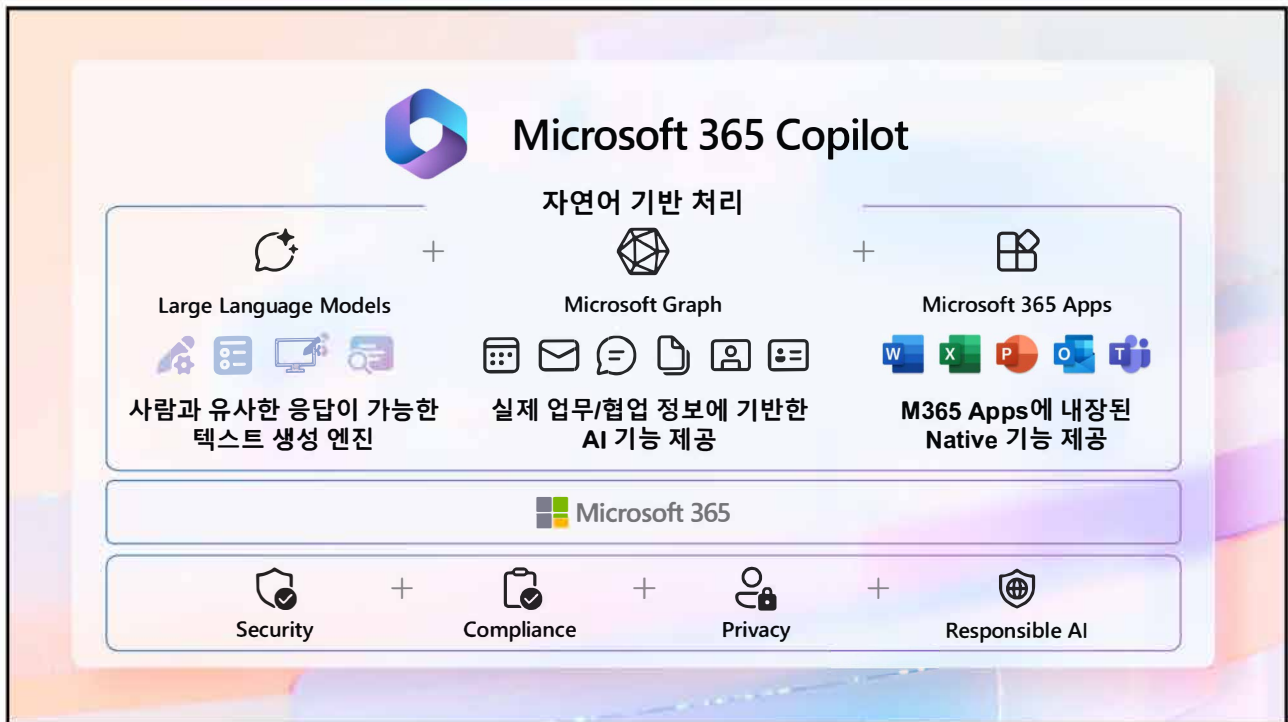 Microsoft 365 Copilot
자연어 기반 처리
+ +
Large Language Models
Microsoft Graph
Microsoft 365 Apps
W X P O T
사람과 유사한 응답이 가능한
텍스트 생성 엔진
실제 업무/협업 정보에 기반한
AI 기능 제공
M365 Apps에 내장된
Native 기능 제공
Microsoft 365
+ + +
Security
Compliance
Privacy
Responsible AI